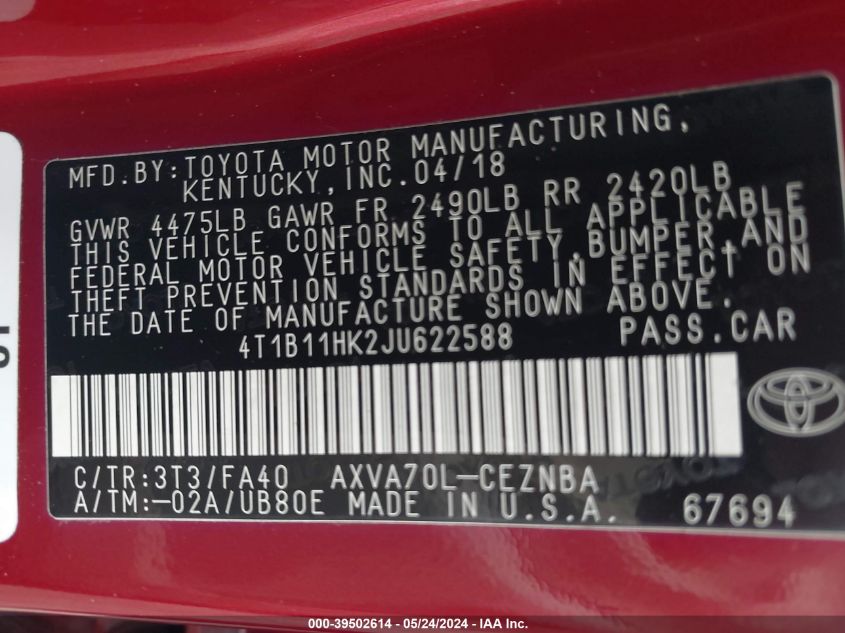 MFD.BY:TOYOTA MOTOR MANUFACTURING,
KENTUCKY,INC.04/18
GVWR 4475LB GAWR FR 2490LB RR 2420LB
THIS VEHICLE CONFORMS TO ALL APPLICABLE
FEDERAL MOTOR VEHICLE SAFETY,BUMPER,AND
THEFT PREVENTION STANDARDS IN EFFECT ON
THE DATE OF MANUFACTURE SHOWN ABOVE.
4T1B11HK2JU622588 PASS.CAR
C/TR:3T3/FA40 AXVA70L-CEZNBA
A/TM:-02A/UB80E MADE IN U.S.A. 67694
000-39502614 - 05/24/2024 - IAA Inc.